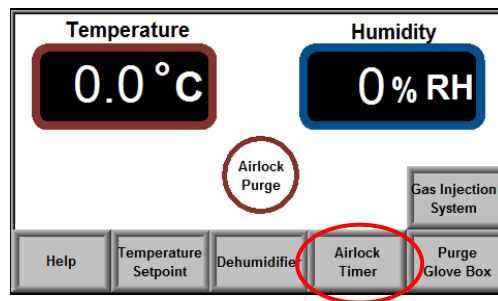 Temperature
Humidity
0.0 °C
0 % RH
Airlock
Purge
Gas Injection
System
Help
Temperature
Setpoint
Dehumidifier
Airlock
Timer
Purge
Glove Box